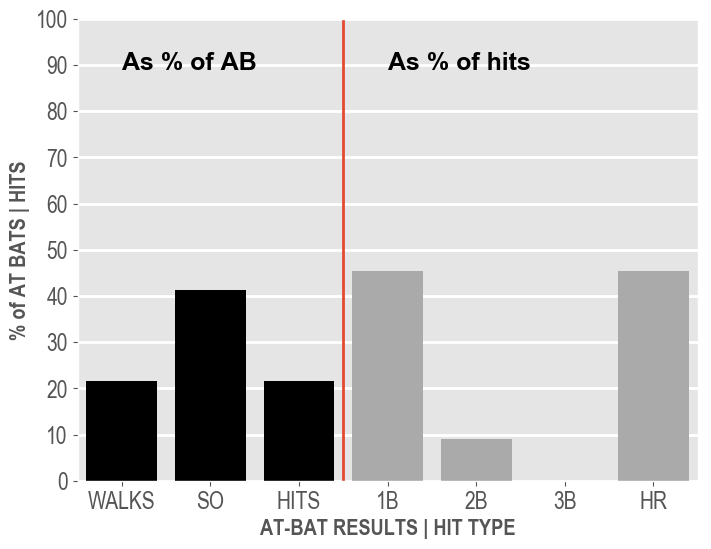 100
90
80
70
60
50
40
30
20
10
0
% of AT BATS | HITS
As % of AB
As % of hits
WALKS SO HITS 1B 2B 3B HR
AT-BAT RESULTS | HIT TYPE